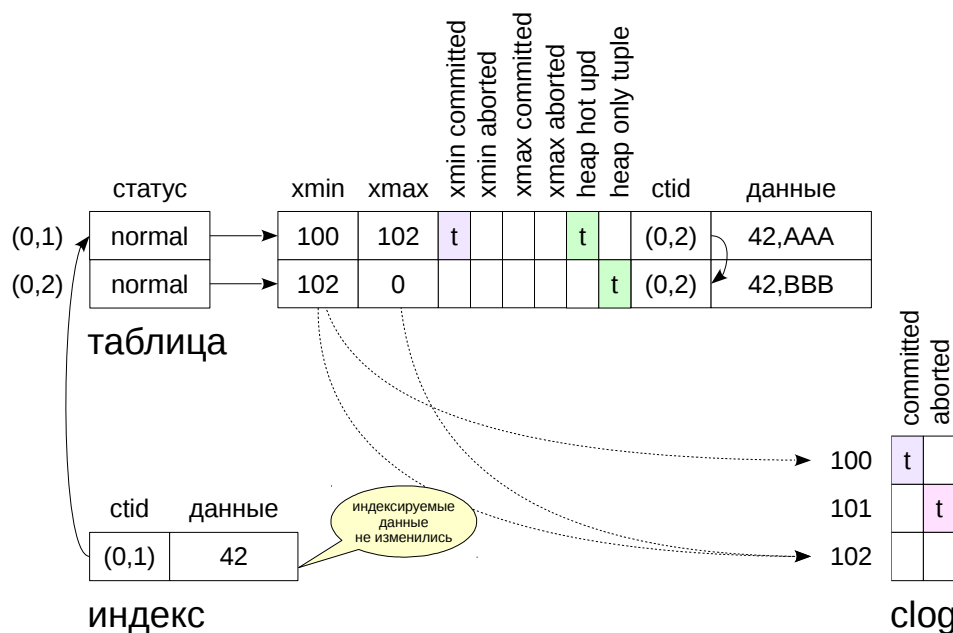 xmin committed
xmin aborted
xmax committed
xmax aborted
heap hot upd
heap only tuple
статус xmin xmax ctid данные
(0,1) normal 100 102 t t (0,2) 42,AAA
(0,2) normal 102 0 t (0,2) 42,BBB
таблица
committed
aborted
100 t
101 t
102
clog
индексируемые
данные
не изменились
ctid данные
(0,1) 42
индекс